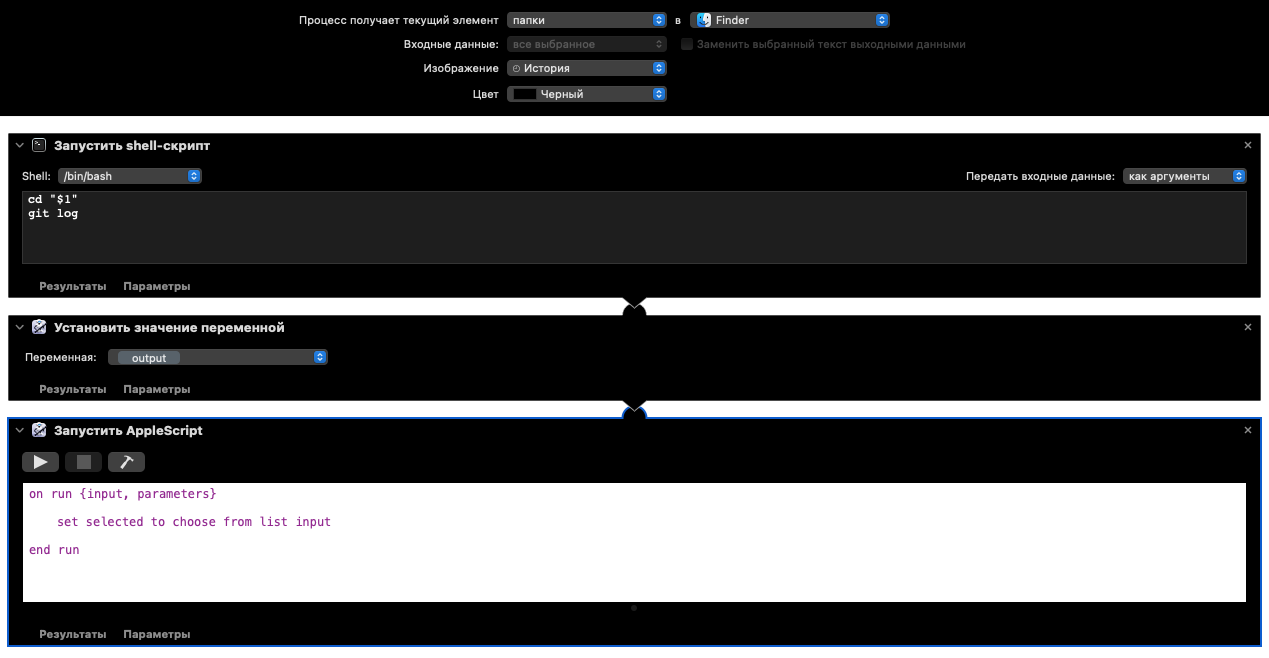 Процесс получает текущий элемент папки в Finder
Входные данные: все выбранное Заменить выбранный текст выходными данными
Изображение История
Цвет Черный
Запустить shell-скрипт
Shell: /bin/bash Передать входные данные: как аргументы
cd "$1"
git log
Результаты Параметры
Установить значение переменной
Переменная: output
Результаты Параметры
Запустить AppleScript
on run {input, parameters}
set selected to choose from list input
end run
Результаты Параметры